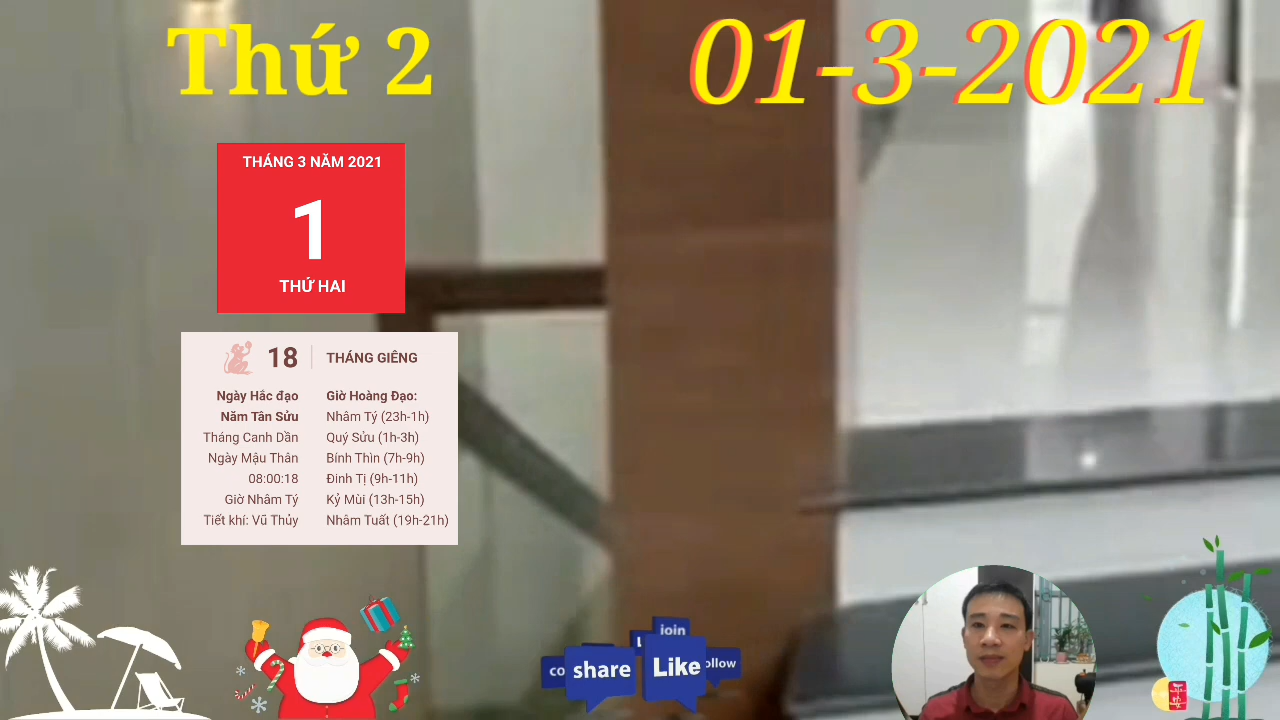 Thứ 2
01-3-2021
THÁNG 3 NĂM 2021
1
THỨ HAI
18
THÁNG GIÊNG
Ngày Hắc đạo
Giờ Hoàng Đạo:
Năm Tân Sửu
Nhâm Tý (23h-1h)
Tháng Canh Dần
Quý Sửu (1h-3h)
Ngày Mậu Thân
Bính Thìn (7h-9h)
08:00:18
Đinh Tị (9h-11h)
Giờ Nhâm Tý
Kỷ Mùi (13h-15h)
Tiết khí: Vũ Thủy
Nhâm Tuất (19h-21h)
join
co
share
Like
ollow